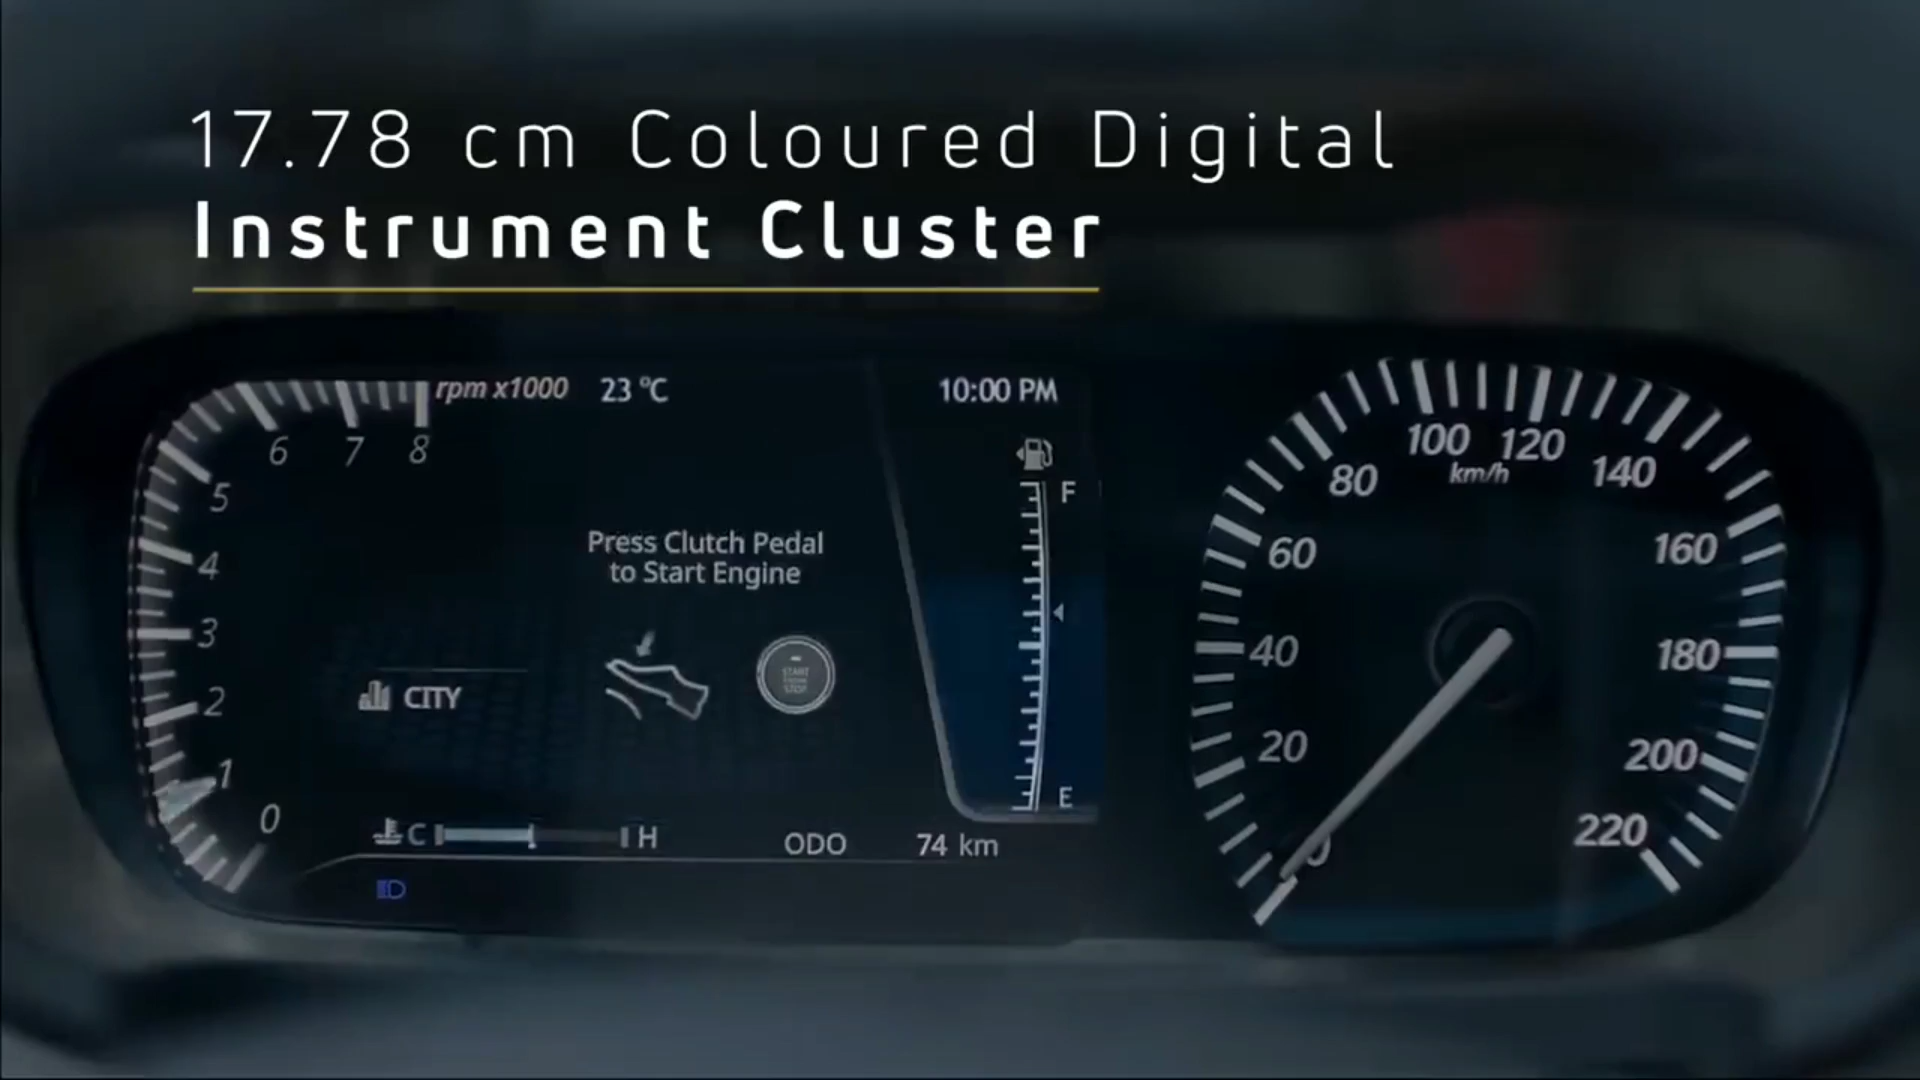 17.78 cm Coloured Digital
Instrument Cluster
rpm x1000 23 °C 10:00 PM
6 7 8
5
4
3
2
1
0
F
Press Clutch Pedal
to Start Engine
START
STOP
CITY
E
C H
ODO 74 km
100 120
km/h
80 140
60 160
40 180
20 200
0 220